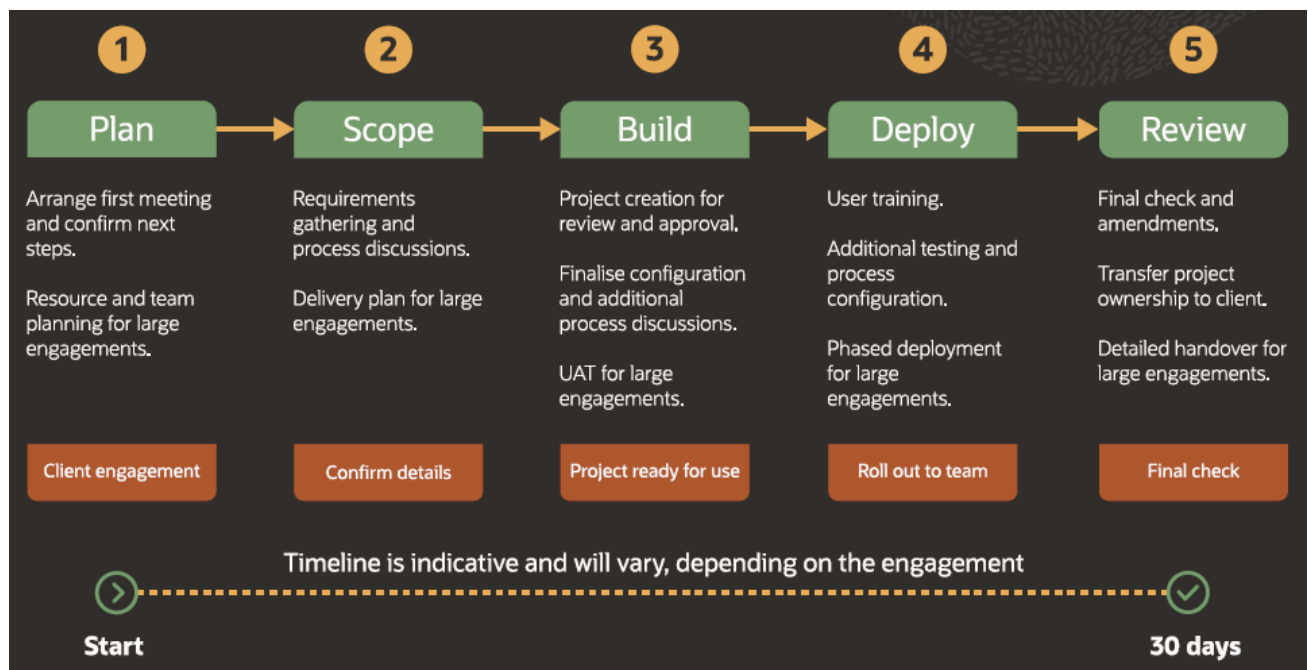 1
2
3
4
5
Plan
Scope
Build
Deploy
Review
Arrange first meeting
and confirm next
steps.
Resource and team
planning for large
engagements.
Requirements
gathering and
process discussions.
Delivery plan for large
engagements.
Project creation for
review and approval.
Finalise configuration
and additional
process discussions.
UAT for large
engagements.
User training.
Additional testing and
process
configuration.
Phased deployment
for large
engagements.
Final check and
amendments.
Transfer project
ownership to client.
Detailed handover for
large engagements.
Client engagement
Confirm details
Project ready for use
Roll out to team
Final check
Timeline is indicative and will vary, depending on the engagement
Start
30 days